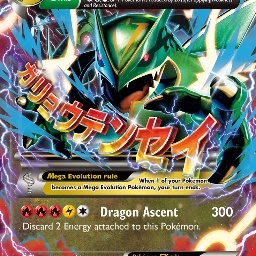 ガリョウテンセイ
Mega Evolution rule
When 1 of your Pokémon
becomes a Mega Evolution Pokémon, your turn ends.
Dragon Ascent 300
Discard 2 Energy attached to this Pokémon.